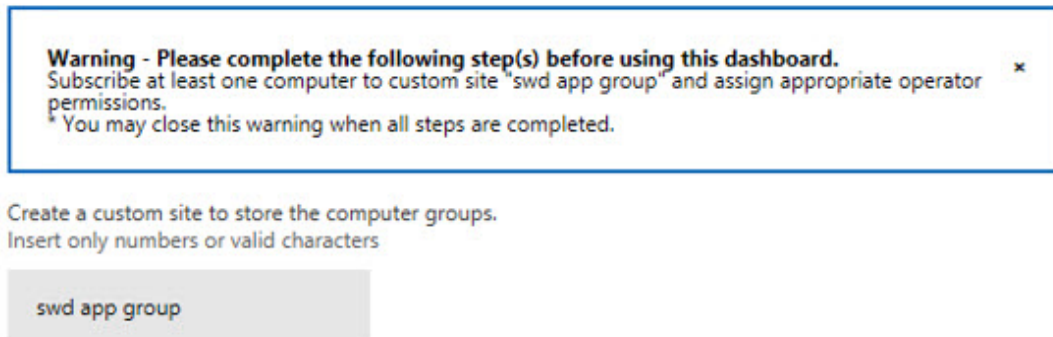 Warning - Please complete the following step(s) before using this dashboard.
Subscribe at least one computer to custom site "swd app group" and assign appropriate operator
permissions.
* You may close this warning when all steps are completed.
Create a custom site to store the computer groups.
Insert only numbers or valid characters
swd app group